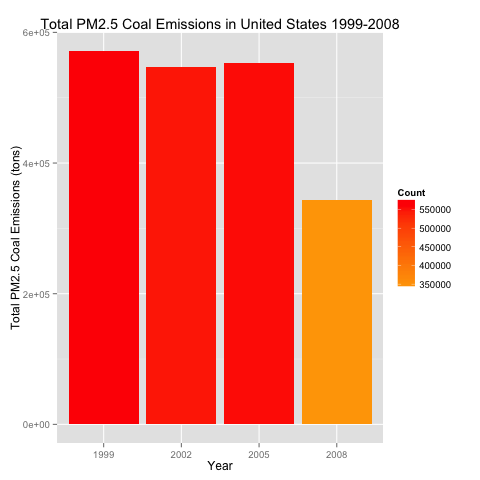 Total PM2.5 Coal Emissions in United States 1999-2008
6e+05
4e+05
2e+05
0e+00
Total PM2.5 Coal Emissions (tons)
1999 2002 2005 2008
Year
Count
550000
500000
450000
400000
350000